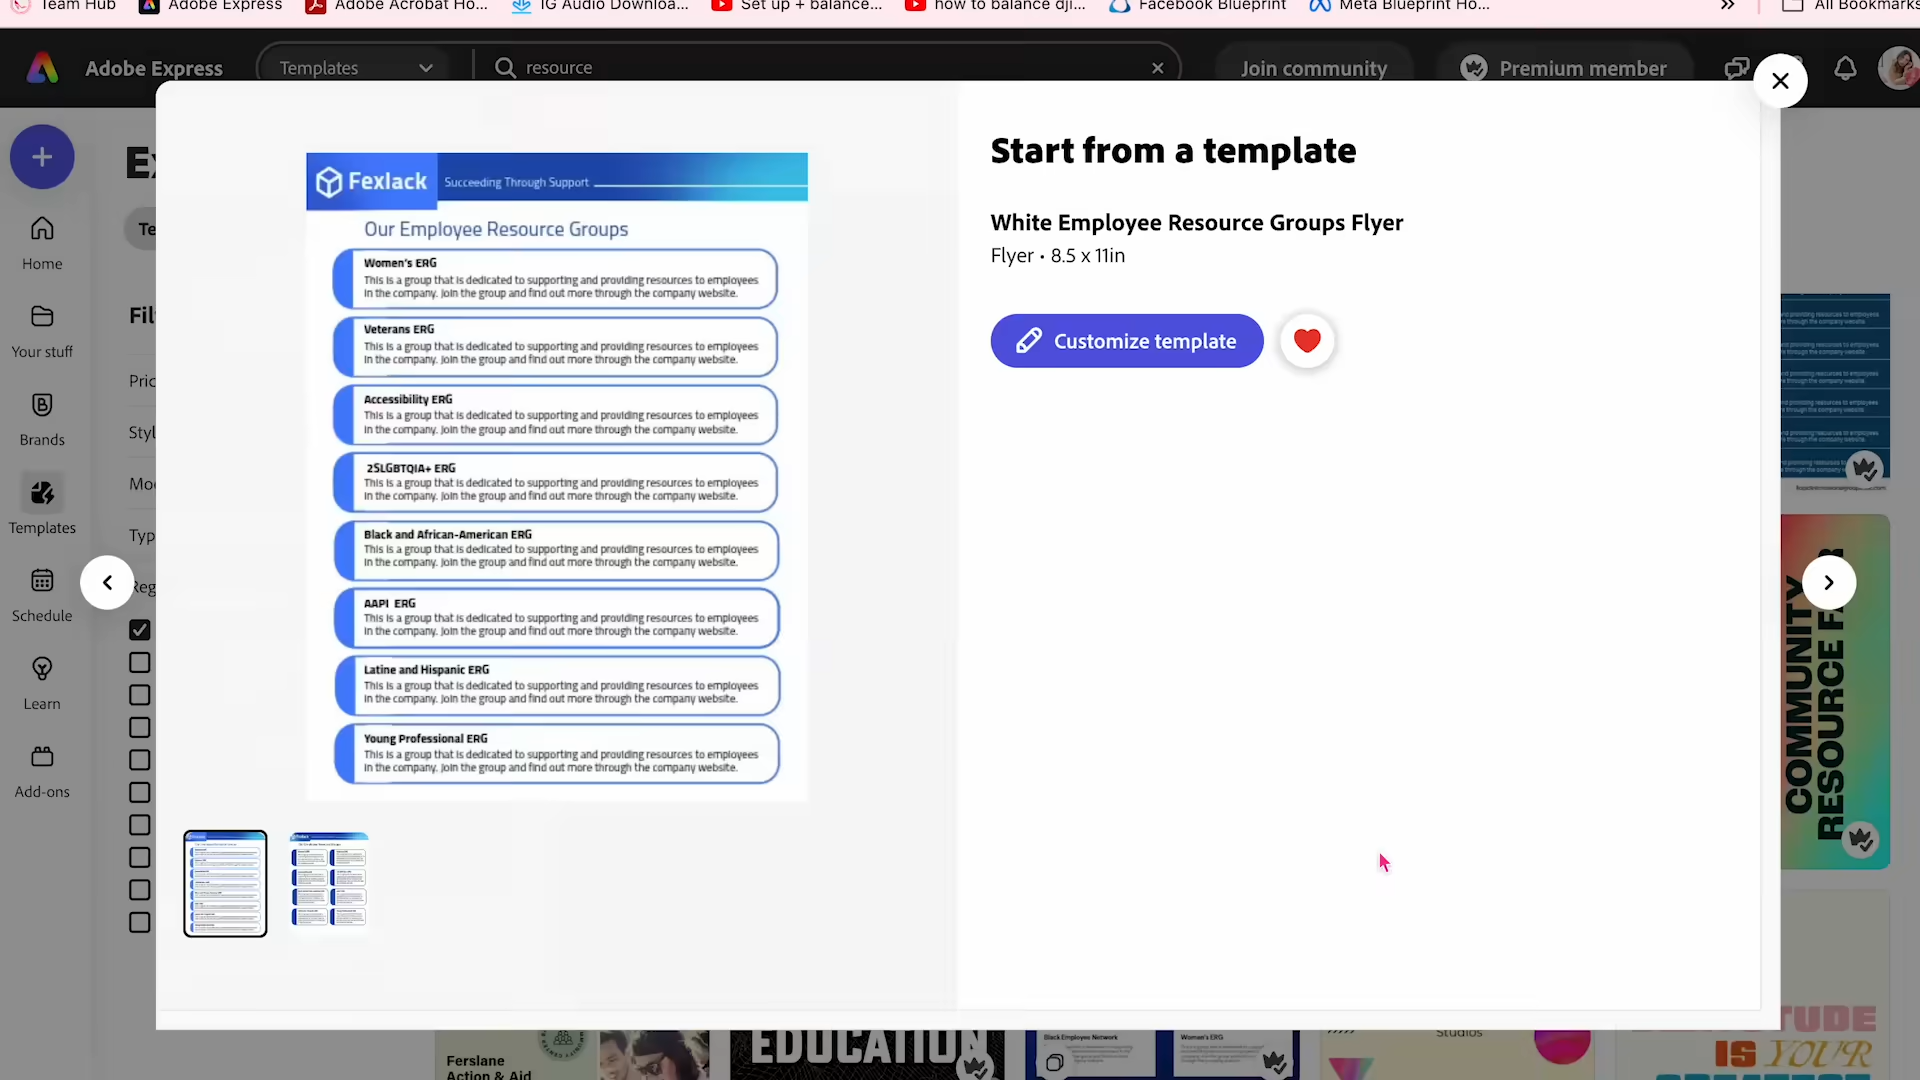 Team Hub
Adobe Express
Adobe Acrobat Ho...
IG Audio Downloa...
Set up + balance...
how to balance dji...
Facebook Blueprint
Meta Blueprint Ho...
All Bookmarks
Adobe Express
Templates
resource
Join community
Premium member
Home
Your stuff
Brands
Templates
Schedule
Learn
Add-ons
Fexlack
Succeeding Through Support
Our Employee Resource Groups
Women's ERG
This is a group that is dedicated to supporting and providing resources to employees
in the company. Join the group and find out more through the company website.
Veterans ERG
This is a group that is dedicated to supporting and providing resources to employees
in the company. Join the group and find out more through the company website.
Accessibility ERG
This is a group that is dedicated to supporting and providing resources to employees
in the company. Join the group and find out more through the company website.
2SLGBTQIA+ ERG
This is a group that is dedicated to supporting and providing resources to employees
in the company. Join the group and find out more through the company website.
Black and African-American ERG
This is a group that is dedicated to supporting and providing resources to employees
in the company. Join the group and find out more through the company website.
AAPI ERG
This is a group that is dedicated to supporting and providing resources to employees
in the company. Join the group and find out more through the company website.
Latine and Hispanic ERG
This is a group that is dedicated to supporting and providing resources to employees
in the company. Join the group and find out more through the company website.
Young Professional ERG
This is a group that is dedicated to supporting and providing resources to employees
in the company. Join the group and find out more through the company website.
Start from a template
White Employee Resource Groups Flyer
Flyer • 8.5 x 11in
Customize template
COMMUNITY
RESOURCE FA
Ferslane
Action & Aid
EDUCATION
Black Employee Network
Women's ERG
Studios
TUDE
IS YOUR